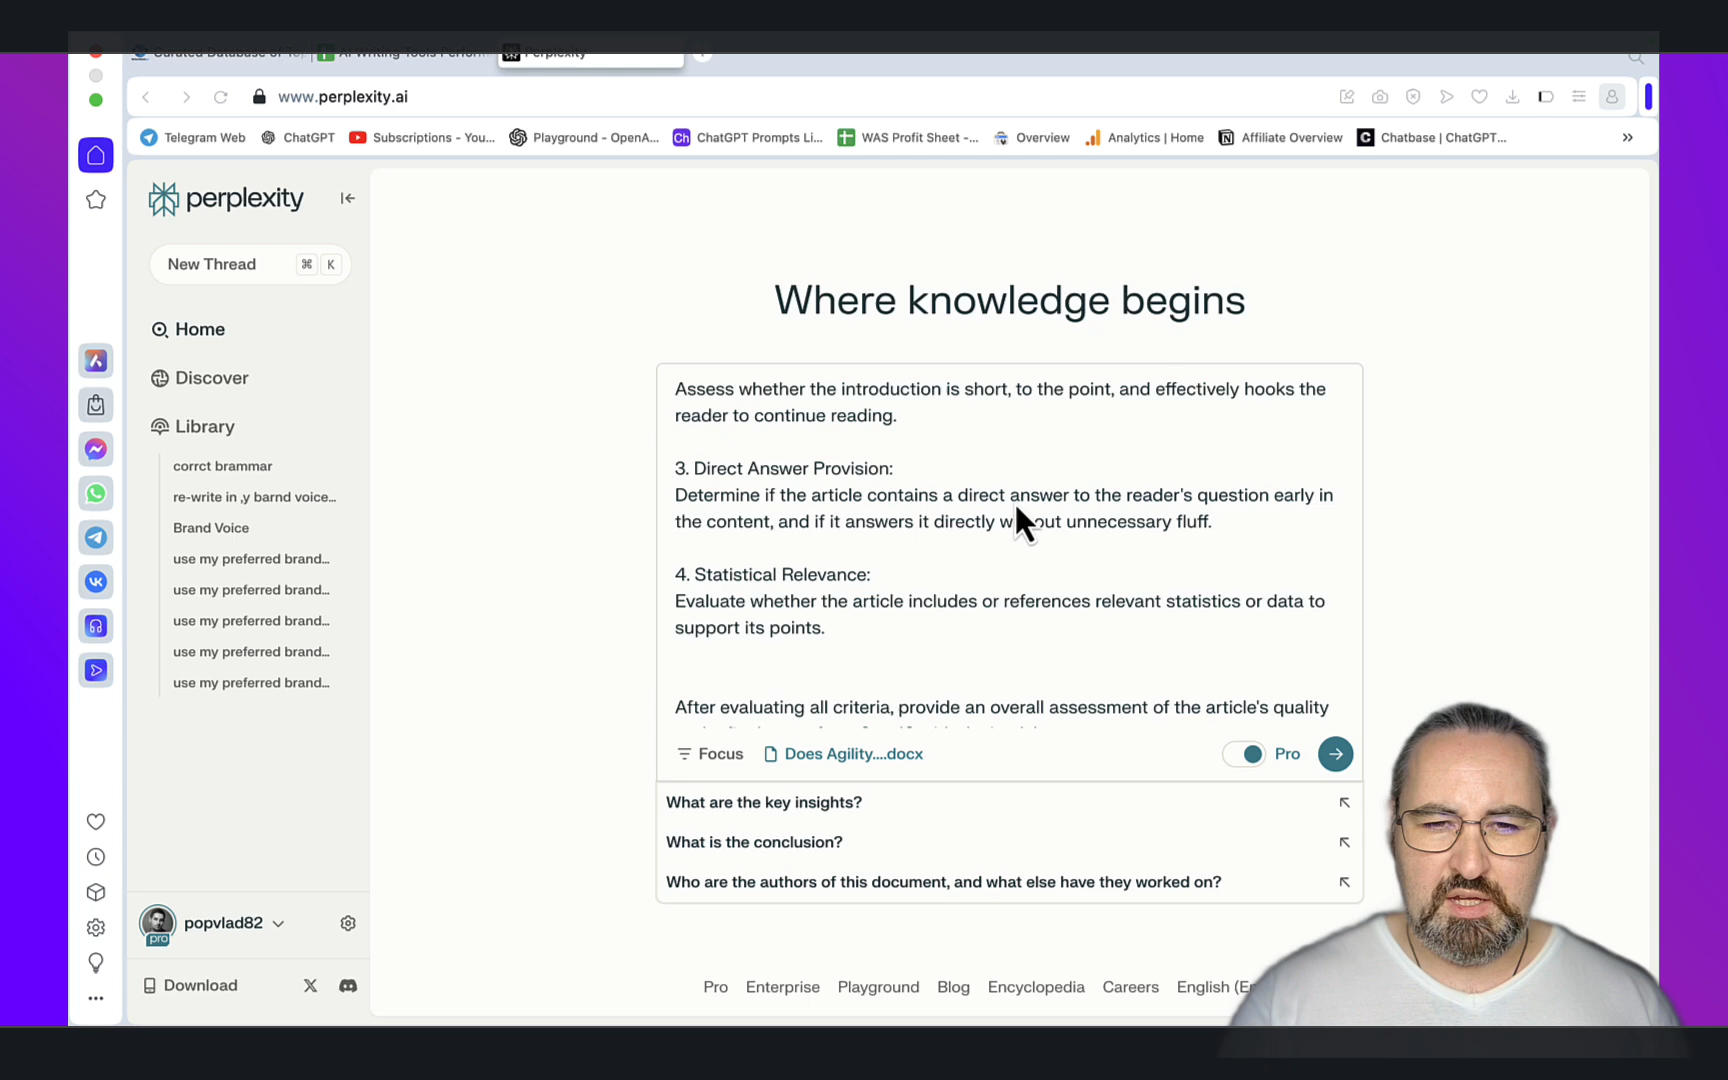 Perplexity
www.perplexity.ai
Telegram Web
ChatGPT
Subscriptions - You...
Playground - OpenA...
ChatGPT Prompts Li...
WAS Profit Sheet -...
Overview
Analytics | Home
Affiliate Overview
Chatbase | ChatGPT...
perplexity
New Thread
⌘ K
Home
Discover
Library
corrct brammar
re-write in ,y barnd voice...
Brand Voice
use my preferred brand...
use my preferred brand...
use my preferred brand...
use my preferred brand...
use my preferred brand...
popvlad82
pro
Download
Where knowledge begins
Assess whether the introduction is short, to the point, and effectively hooks the
reader to continue reading.
3. Direct Answer Provision:
Determine if the article contains a direct answer to the reader's question early in
the content, and if it answers it directly without unnecessary fluff.
4. Statistical Relevance:
Evaluate whether the article includes or references relevant statistics or data to
support its points.
After evaluating all criteria, provide an overall assessment of the article's quality
Focus
Does Agility....docx
Pro
What are the key insights?
What is the conclusion?
Who are the authors of this document, and what else have they worked on?
Pro
Enterprise
Playground
Blog
Encyclopedia
Careers
English